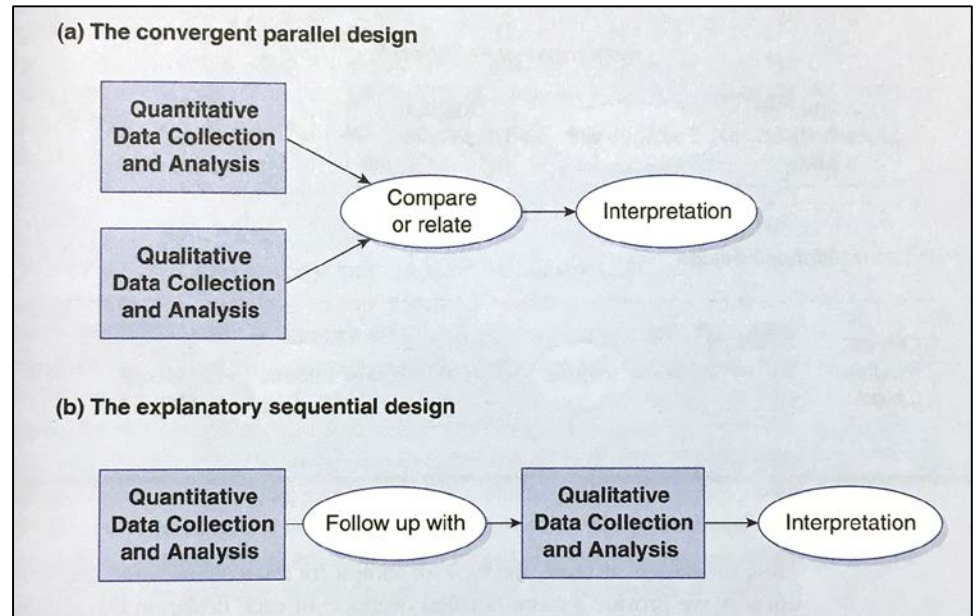 (a) The convergent parallel design
Quantitative
Data Collection
and Analysis
Compare
or relate
Interpretation
Qualitative
Data Collection
and Analysis
(b) The explanatory sequential design
Quantitative
Data Collection
and Analysis
Follow up with
Qualitative
Data Collection
and Analysis
Interpretation